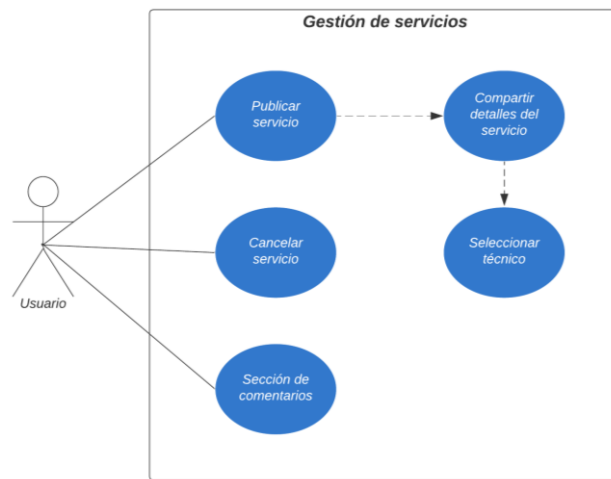 Gestión de servicios
Publicar
servicio
Compartir
detalles del
servicio
Cancelar
servicio
Seleccionar
técnico
Usuario
Sección de
comentarios